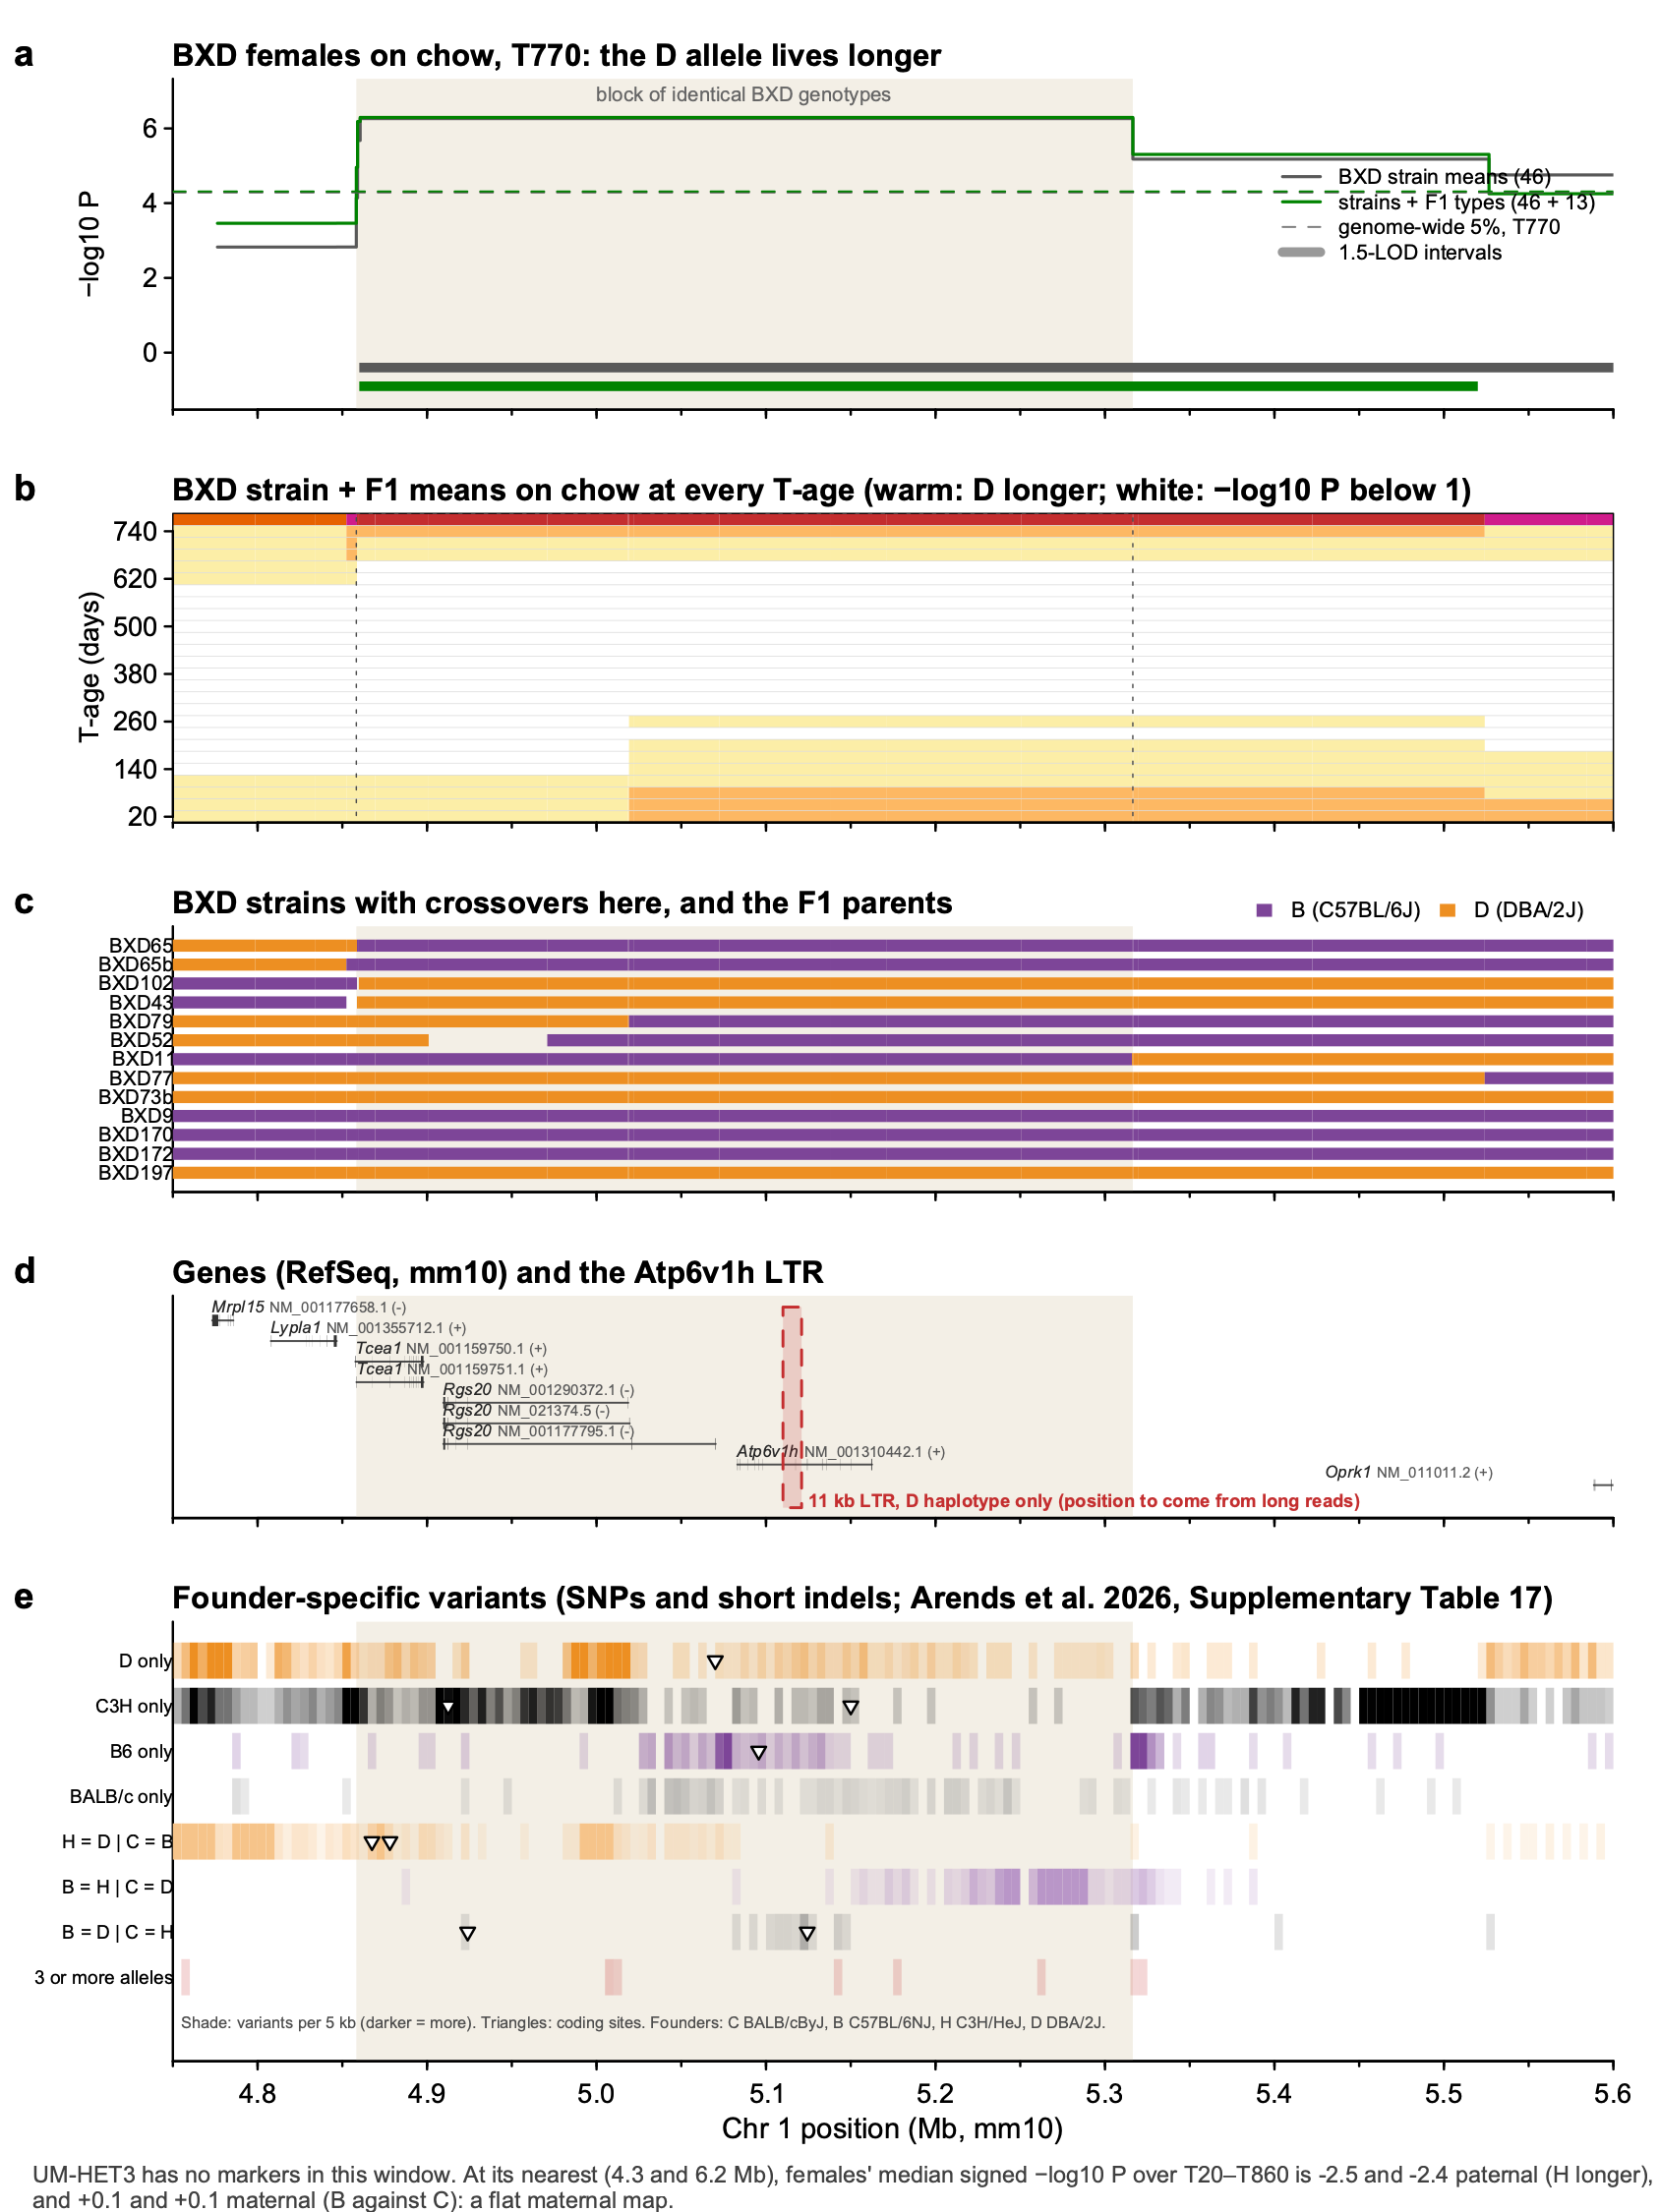 a
BXD females on chow, T770: the D allele lives longer
block of identical BXD genotypes
−log10 P
6
4
2
0
BXD strain means (46)
strains + F1 types (46 + 13)
genome-wide 5%, T770
1.5-LOD intervals
b
BXD strain + F1 means on chow at every T-age (warm: D longer; white: −log10 P below 1)
T-age (days)
740
620
500
380
260
140
20
c
BXD strains with crossovers here, and the F1 parents
B (C57BL/6J)
D (DBA/2J)
BXD65
BXD65b
BXD102
BXD43
BXD79
BXD52
BXD11
BXD77
BXD73b
BXD9
BXD170
BXD172
BXD197
d
Genes (RefSeq, mm10) and the Atp6v1h LTR
Mrpl15 NM_001177658.1 (-)
Lypla1 NM_001355712.1 (+)
Tcea1 NM_001159750.1 (+)
Tcea1 NM_001159751.1 (+)
Rgs20 NM_001290372.1 (-)
Rgs20 NM_021374.5 (-)
Rgs20 NM_001177795.1 (-)
Atp6v1h NM_001310442.1 (+)
Oprk1 NM_011011.2 (+)
11 kb LTR, D haplotype only (position to come from long reads)
e
Founder-specific variants (SNPs and short indels; Arends et al. 2026, Supplementary Table 17)
D only
C3H only
B6 only
BALB/c only
H = D | C = B
B = H | C = D
B = D | C = H
3 or more alleles
Shade: variants per 5 kb (darker = more). Triangles: coding sites. Founders: C BALB/cByJ, B C57BL/6NJ, H C3H/HeJ, D DBA/2J.
4.8
4.9
5.0
5.1
5.2
5.3
5.4
5.5
5.6
Chr 1 position (Mb, mm10)
UM-HET3 has no markers in this window. At its nearest (4.3 and 6.2 Mb), females' median signed −log10 P over T20–T860 is -2.5 and -2.4 paternal (H longer),
and +0.1 and +0.1 maternal (B against C): a flat maternal map.